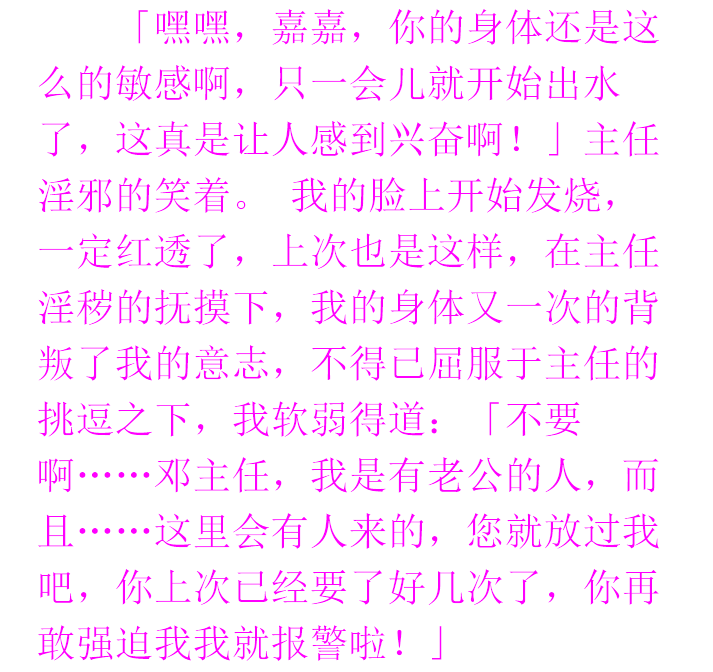 「嘿嘿，嘉嘉，你的身体还是这
么的敏感啊，只一会儿就开始出水
了，这真是让人感到兴奋啊！」主任
淫邪的笑着。 我的脸上开始发烧，
一定红透了，上次也是这样，在主任
淫秽的抚摸下，我的身体又一次的背
叛了我的意志，不得已屈服于主任的
挑逗之下，我软弱得道：「不要
啊……邓主任，我是有老公的人，而
且……这里会有人来的，您就放过我
吧，你上次已经要了好几次了，你再
敢强迫我我就报警啦！」